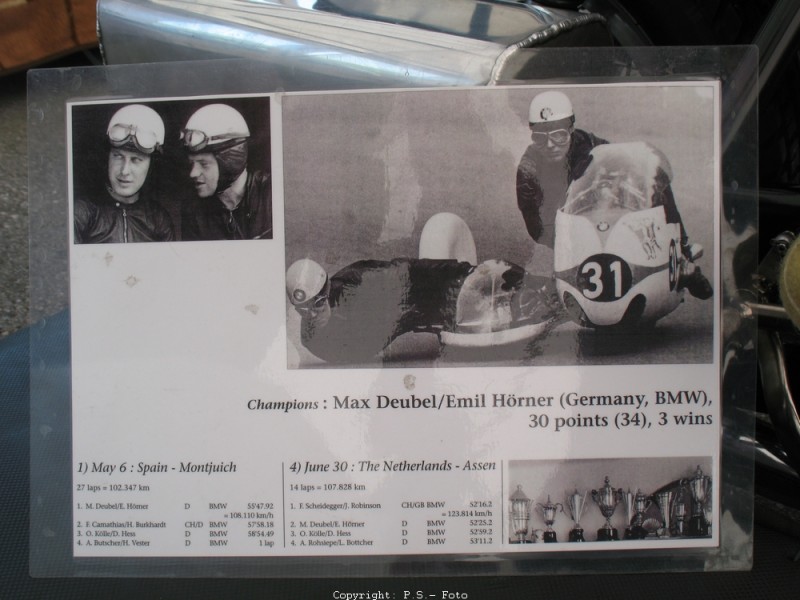 31
Champions : Max Deubel/Emil Hörner (Germany, BMW),
30 points (34), 3 wins
1) May 6 : Spain - Montjuich
27 laps = 102.347 km
1. M. Deubel/E. Hörner D BMW 55'47.92
= 108.110 km/h
2. F. Camathias/H. Burkhardt CH/D BMW 57'58.18
3. O. Kölle/D. Hess D BMW 58'54.49
4. A. Butscher/H. Vester D BMW 1 lap
4) June 30 : The Netherlands - Assen
14 laps = 107.828 km
1. F. Scheidegger/J. Robinson CH/GB BMW 52'16.2
= 123.814 km/h
2. M. Deubel/E. Hörner D BMW 52'25.2
3. O. Kölle/D. Hess D BMW 52'59.2
4. A. Rohsiepe/L. Bottcher D BMW 53'11.2
Copyright: P.S - Foto